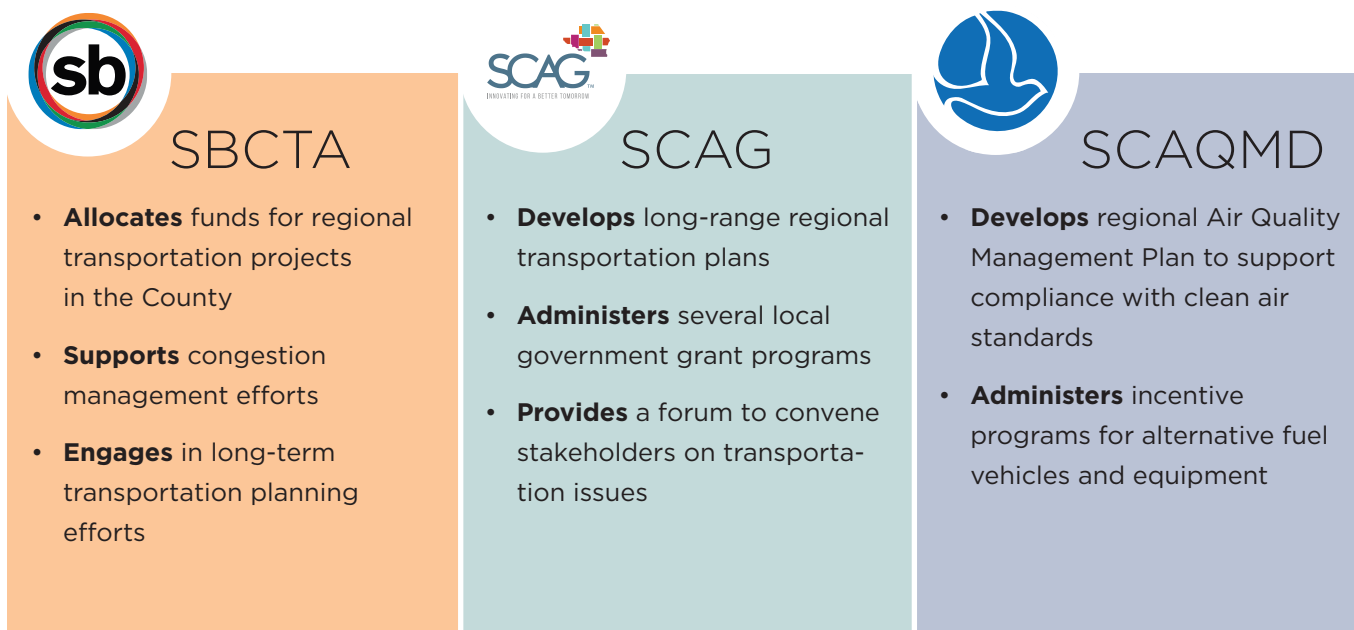 sb
SCAG
TM
INNOVATING FOR A BETTER TOMORROW
SBCTA
• Allocates funds for regional
transportation projects
in the County
• Supports congestion
management efforts
• Engages in long-term
transportation planning
efforts
SCAG
• Develops long-range regional
transportation plans
• Administers several local
government grant programs
• Provides a forum to convene
stakeholders on transporta-
tion issues
SCAQMD
• Develops regional Air Quality
Management Plan to support
compliance with clean air
standards
• Administers incentive
programs for alternative fuel
vehicles and equipment